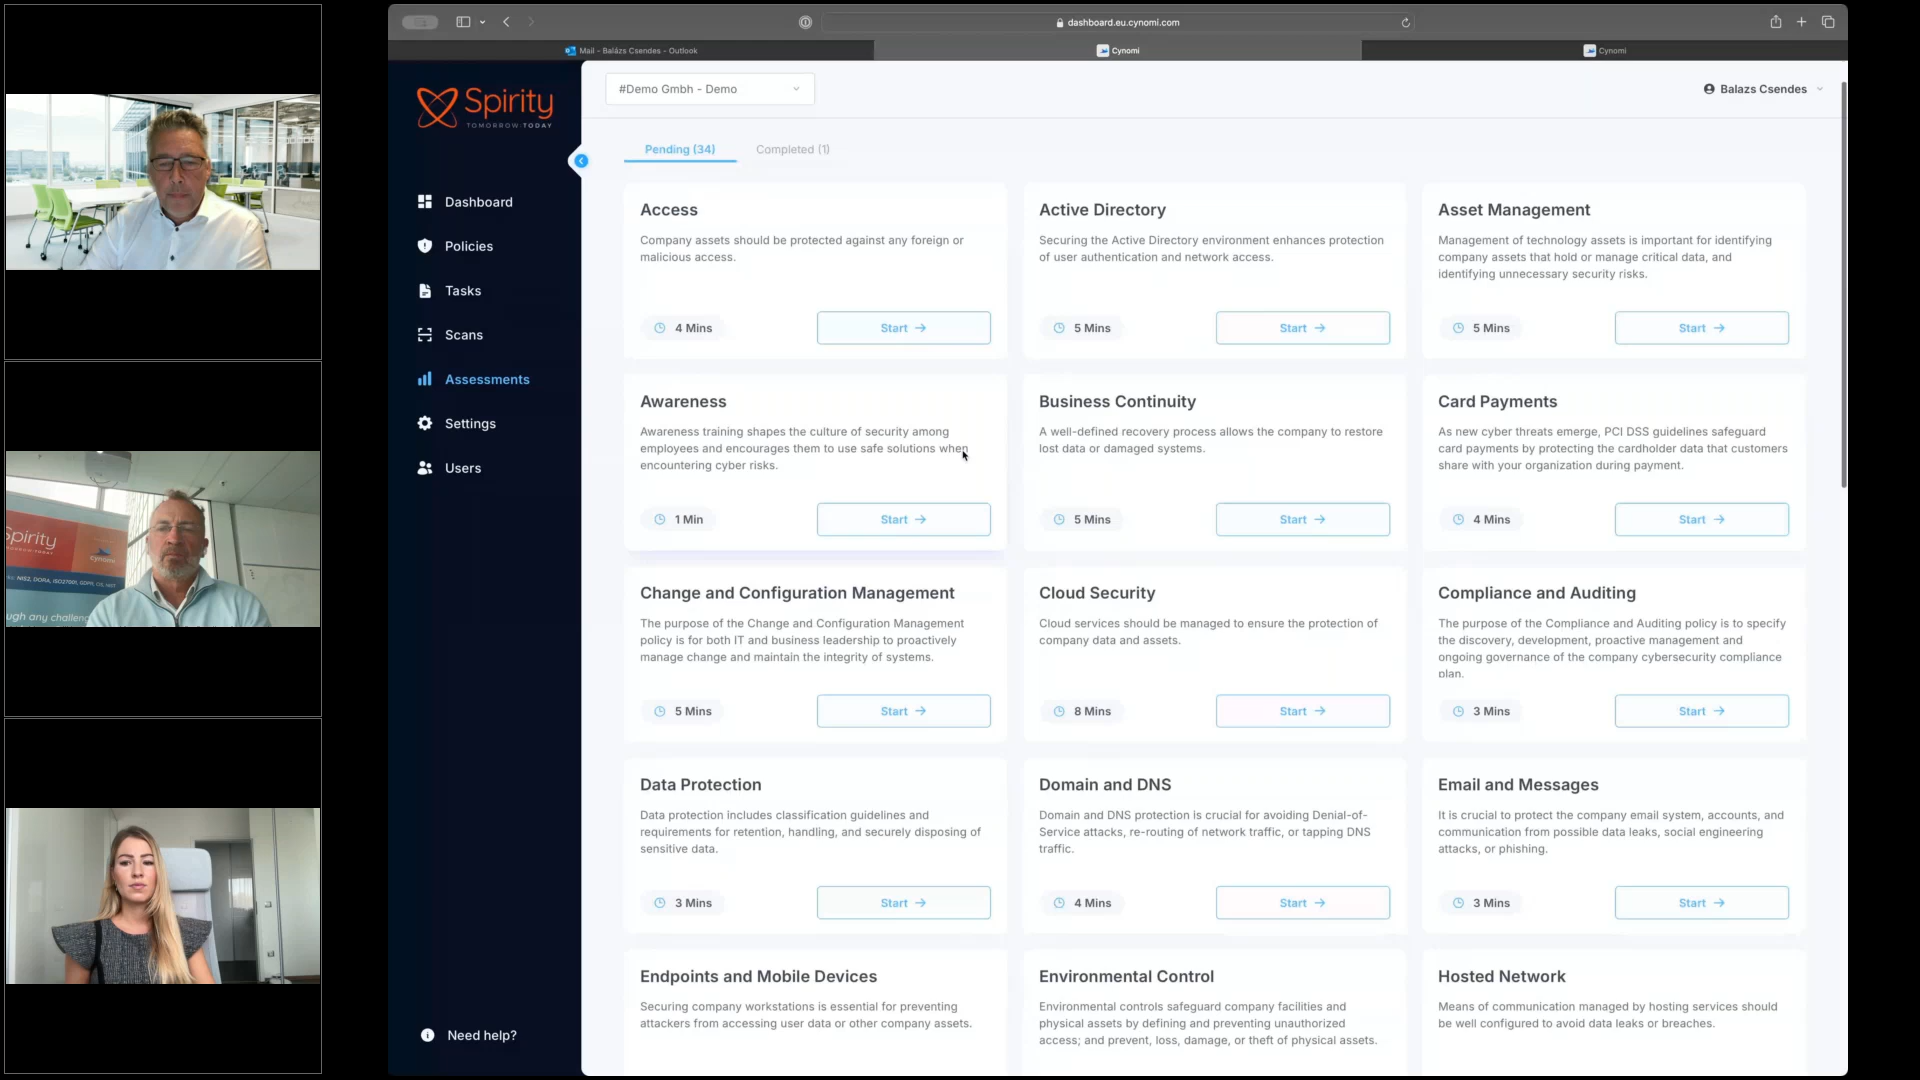 dashboard.eu.cynomi.com
Mail - Balázs Csendes - Outlook
Cynomi
Cynomi
Spirity
TOMORROW:TODAY
#Demo Gmbh - Demo
Balazs Csendes
Dashboard
Policies
Tasks
Scans
Assessments
Settings
Users
Need help?
Pending (34)
Completed (1)
Access
Company assets should be protected against any foreign or
malicious access.
4 Mins
Start
Active Directory
Securing the Active Directory environment enhances protection
of user authentication and network access.
5 Mins
Start
Asset Management
Management of technology assets is important for identifying
company assets that hold or manage critical data, and
identifying unnecessary security risks.
5 Mins
Start
Awareness
Awareness training shapes the culture of security among
employees and encourages them to use safe solutions when
encountering cyber risks.
1 Min
Start
Business Continuity
A well-defined recovery process allows the company to restore
lost data or damaged systems.
5 Mins
Start
Card Payments
As new cyber threats emerge, PCI DSS guidelines safeguard
card payments by protecting the cardholder data that customers
share with your organization during payment.
4 Mins
Start
Change and Configuration Management
The purpose of the Change and Configuration Management
policy is for both IT and business leadership to proactively
manage change and maintain the integrity of systems.
5 Mins
Start
Cloud Security
Cloud services should be managed to ensure the protection of
company data and assets.
8 Mins
Start
Compliance and Auditing
The purpose of the Compliance and Auditing policy is to specify
the discovery, development, proactive management and
ongoing governance of the company cybersecurity compliance
plan.
3 Mins
Start
Data Protection
Data protection includes classification guidelines and
requirements for retention, handling, and securely disposing of
sensitive data.
3 Mins
Start
Domain and DNS
Domain and DNS protection is crucial for avoiding Denial-of-
Service attacks, re-routing of network traffic, or tapping DNS
traffic.
4 Mins
Start
Email and Messages
It is crucial to protect the company email system, accounts, and
communication from possible data leaks, social engineering
attacks, or phishing.
3 Mins
Start
Endpoints and Mobile Devices
Securing company workstations is essential for preventing
attackers from accessing user data or other company assets.
Environmental Control
Environmental controls safeguard company facilities and
physical assets by defining and preventing unauthorized
access; and prevent, loss, damage, or theft of physical assets.
Hosted Network
Means of communication managed by hosting services should
be well configured to avoid data leaks or breaches.
Spirity
cynomi
NIS2, DORA, ISO27001, GDPR, CIS, NIST
ugh any challen